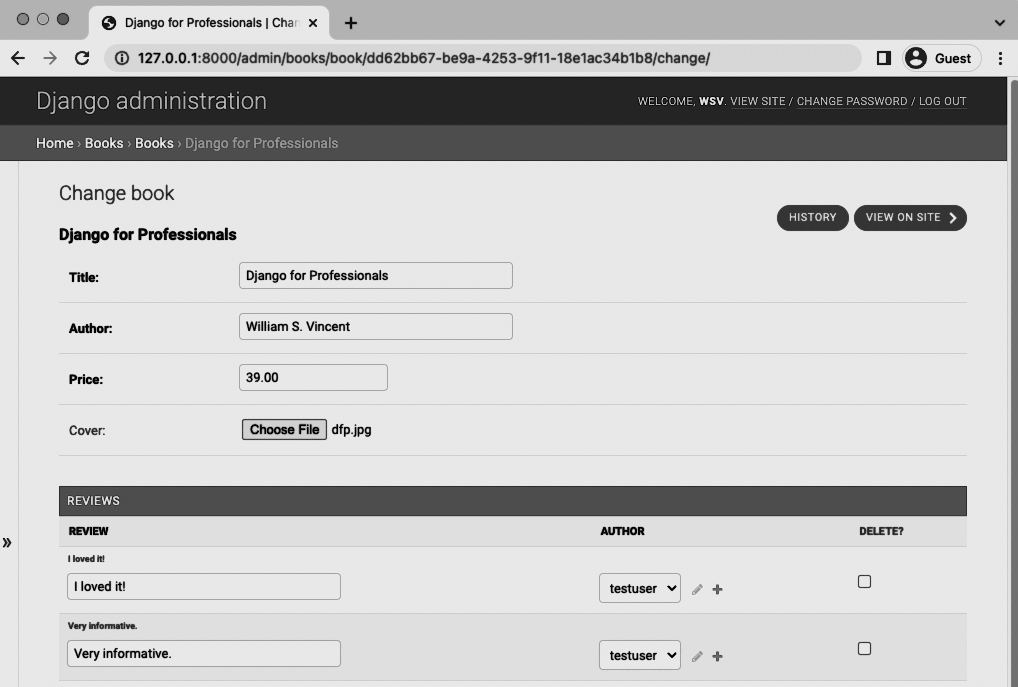 Django for Professionals | Chan
127.0.0.1:8000/admin/books/book/dd62bb67-be9a-4253-9f11-18e1ac34b1b8/change/
Guest
Django administration
WELCOME, WSV. VIEW SITE / CHANGE PASSWORD / LOG OUT
Home › Books › Books › Django for Professionals
Change book
HISTORY
VIEW ON SITE
Django for Professionals
Title: Django for Professionals
Author: William S. Vincent
Price: 39.00
Cover: Choose File dfp.jpg
REVIEWS
REVIEW AUTHOR DELETE?
I loved it!
I loved it! testuser
Very informative.
Very informative. testuser